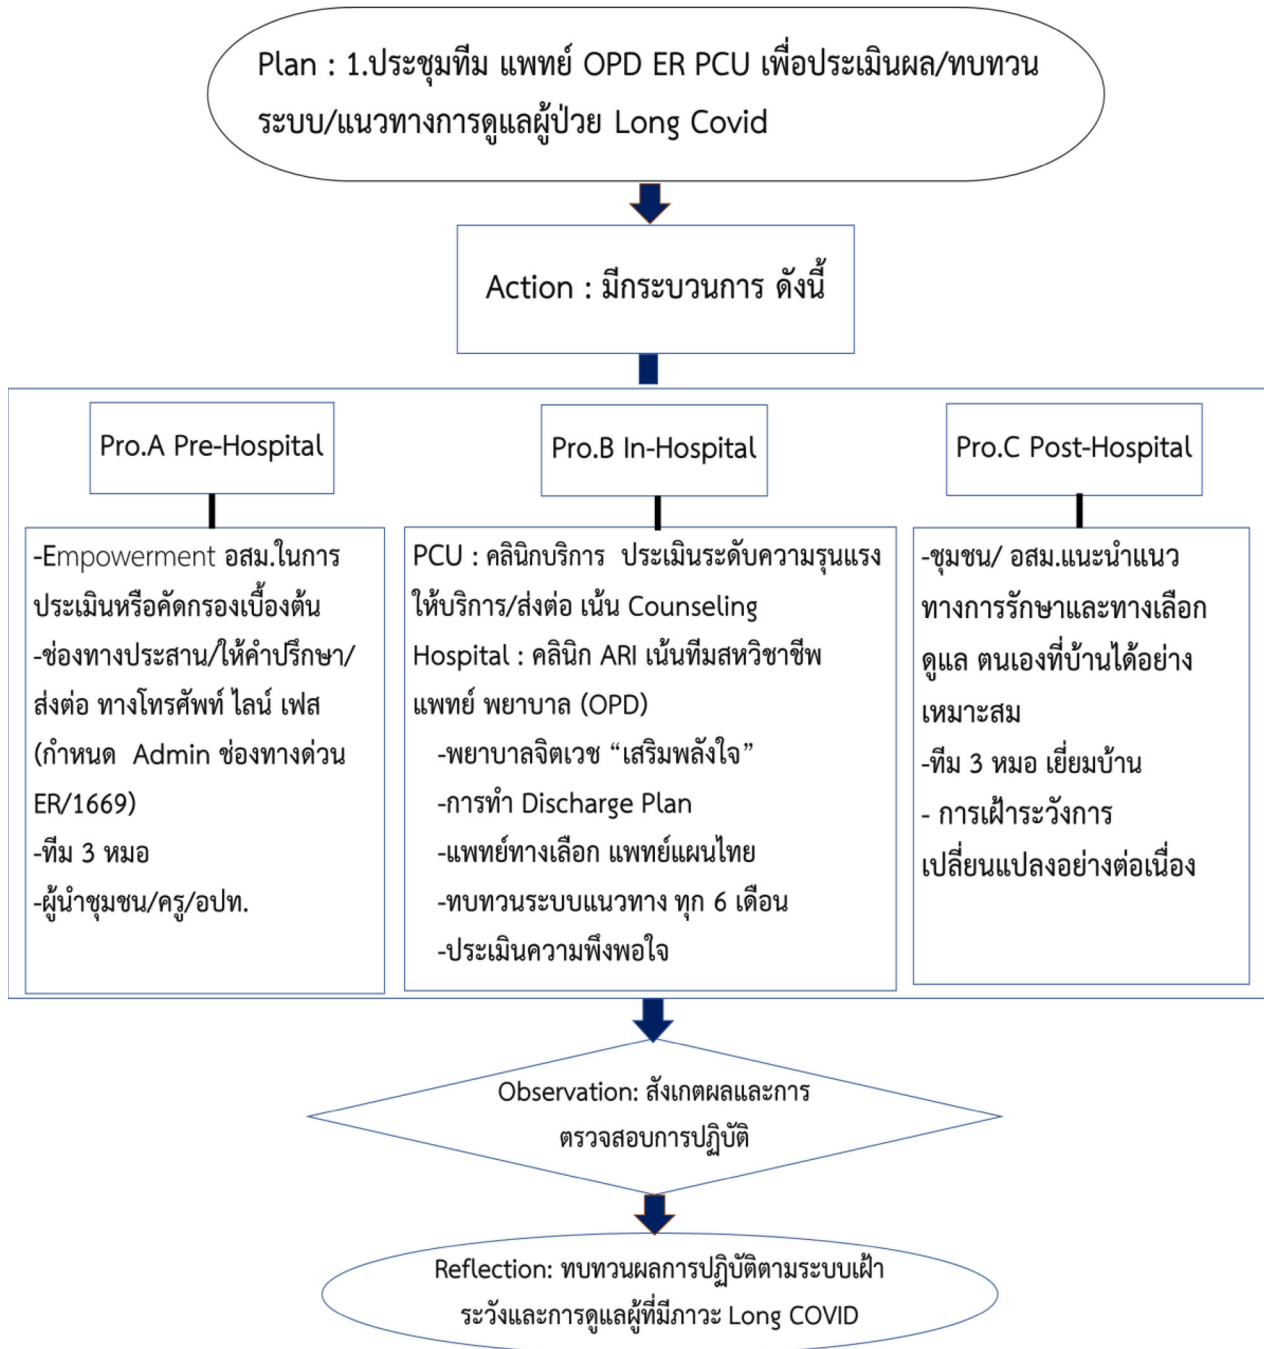 Plan : 1.ประชุมทีม แพทย์ OPD ER PCU เพื่อประเมินผล/ทบทวน
ระบบ/แนวทางการดูแลผู้ป่วย Long Covid
Action : มีกระบวนการ ดังนี้
Pro.A Pre-Hospital
-Empowerment อสม.ในการ
ประเมินหรือคัดกรองเบื้องต้น
-ช่องทางประสาน/ให้คำปรึกษา/
ส่งต่อ ทางโทรศัพท์ ไลน์ เฟส
(กำหนด Admin ช่องทางด่วน
ER/1669)
-ทีม 3 หมอ
-ผู้นำชุมชน/ครู/อปท.
Pro.B In-Hospital
PCU : คลินิกบริการ ประเมินระดับความรุนแรง
ให้บริการ/ส่งต่อ เน้น Counseling
Hospital : คลินิก ARI เน้นทีมสหวิชาชีพ
แพทย์ พยาบาล (OPD)
-พยาบาลจิตเวช “เสริมพลังใจ”
-การทำ Discharge Plan
-แพทย์ทางเลือก แพทย์แผนไทย
-ทบทวนระบบแนวทาง ทุก 6 เดือน
-ประเมินความพึงพอใจ
Pro.C Post-Hospital
-ชุมชน/ อสม.แนะนำแนว
ทางการรักษาและทางเลือก
ดูแล ตนเองที่บ้านได้อย่าง
เหมาะสม
-ทีม 3 หมอ เยี่ยมบ้าน
- การเฝ้าระวังการ
เปลี่ยนแปลงอย่างต่อเนื่อง
Observation: สังเกตผลและการ
ตรวจสอบการปฏิบัติ
Reflection: ทบทวนผลการปฏิบัติตามระบบเฝ้า
ระวังและการดูแลผู้ที่มีภาวะ Long COVID